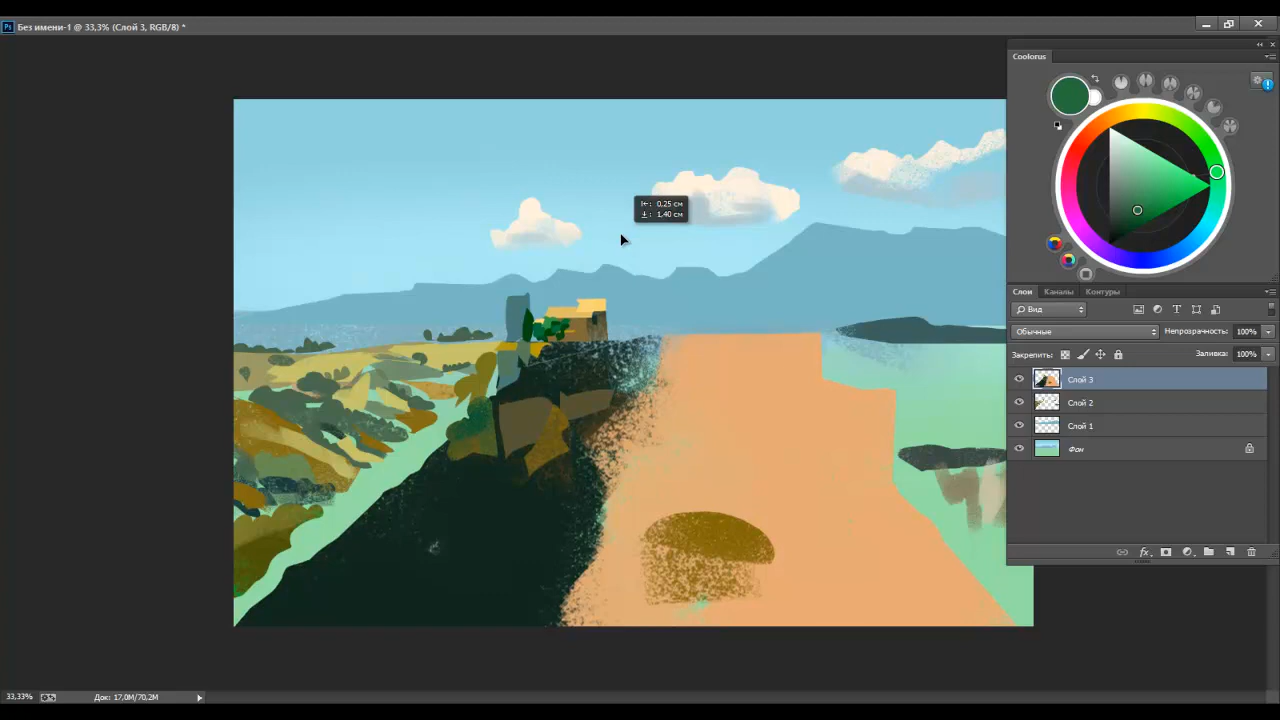 Ps
Без имени-1 @ 33,3% (Слой 3, RGB/8) *
Coolorus
0,25 см
1,40 см
Слои Каналы Контуры
Вид
Обычные Непрозрачность: 100%
Закрепить: Заливка: 100%
Слой 3
Слой 2
Слой 1
Фон
fx
33,33% Док: 17,0M/70,2M